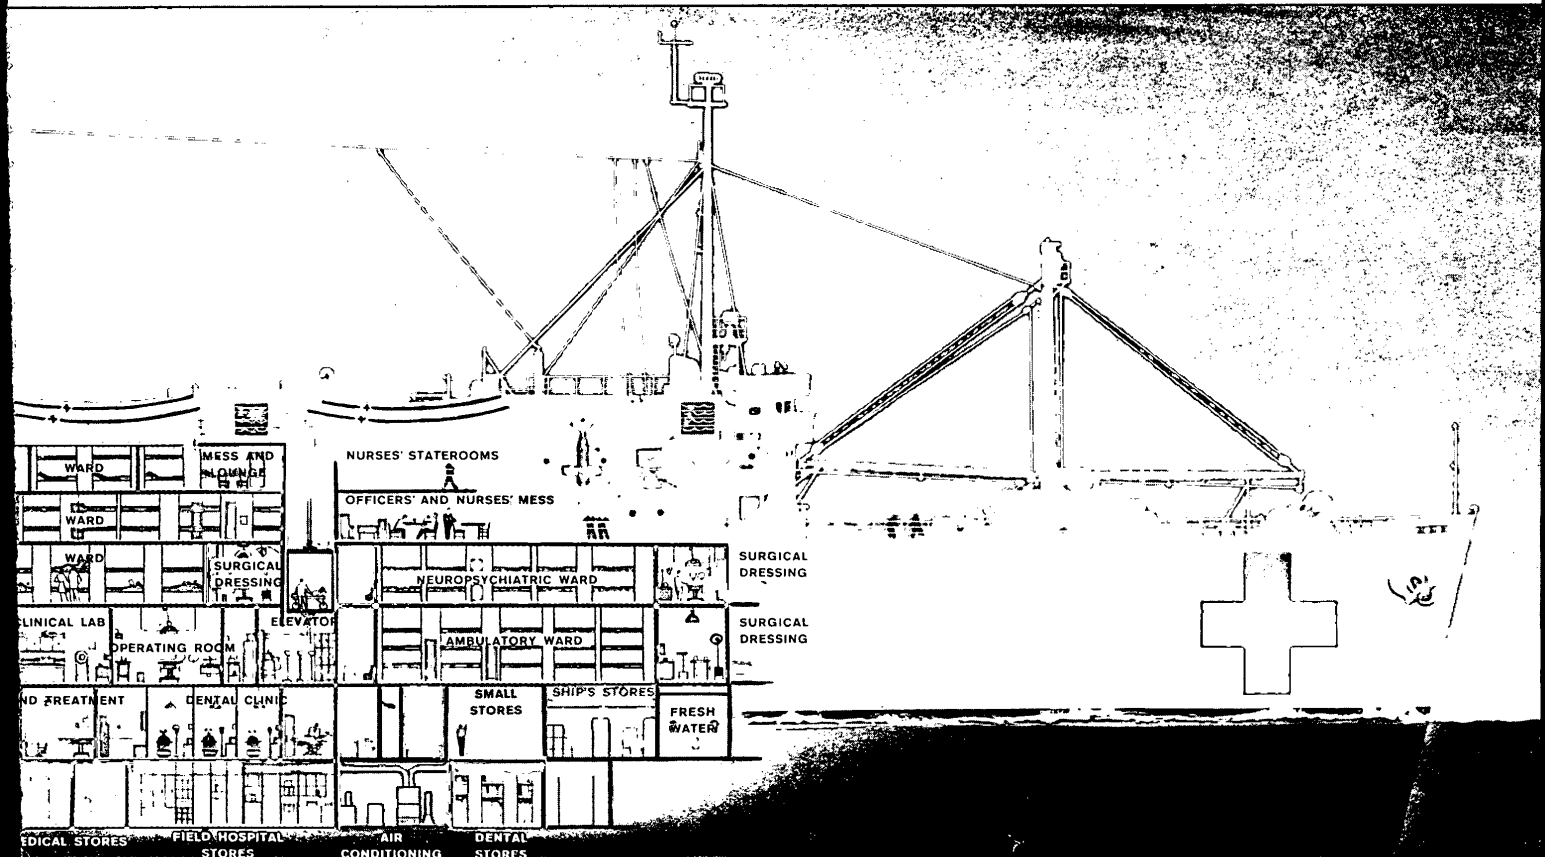 WARD
MESS AND
LOUNGE
NURSES' STATEROOMS
OFFICERS' AND NURSES' MESS
WARD
WARD
SURGICAL
DRESSING
NEUROPSYCHIATRIC WARD
SURGICAL
DRESSING
CLINICAL LAB
OPERATING ROOM
ELEVATOR
AMBULATORY WARD
SURGICAL
DRESSING
ND TREATMENT
DENTAL CLINIC
SMALL
STORES
SHIP'S STORES
FRESH
WATER
EDICAL STORES
FIELD HOSPITAL
STORES
AIR
CONDITIONING
DENTAL
STORES